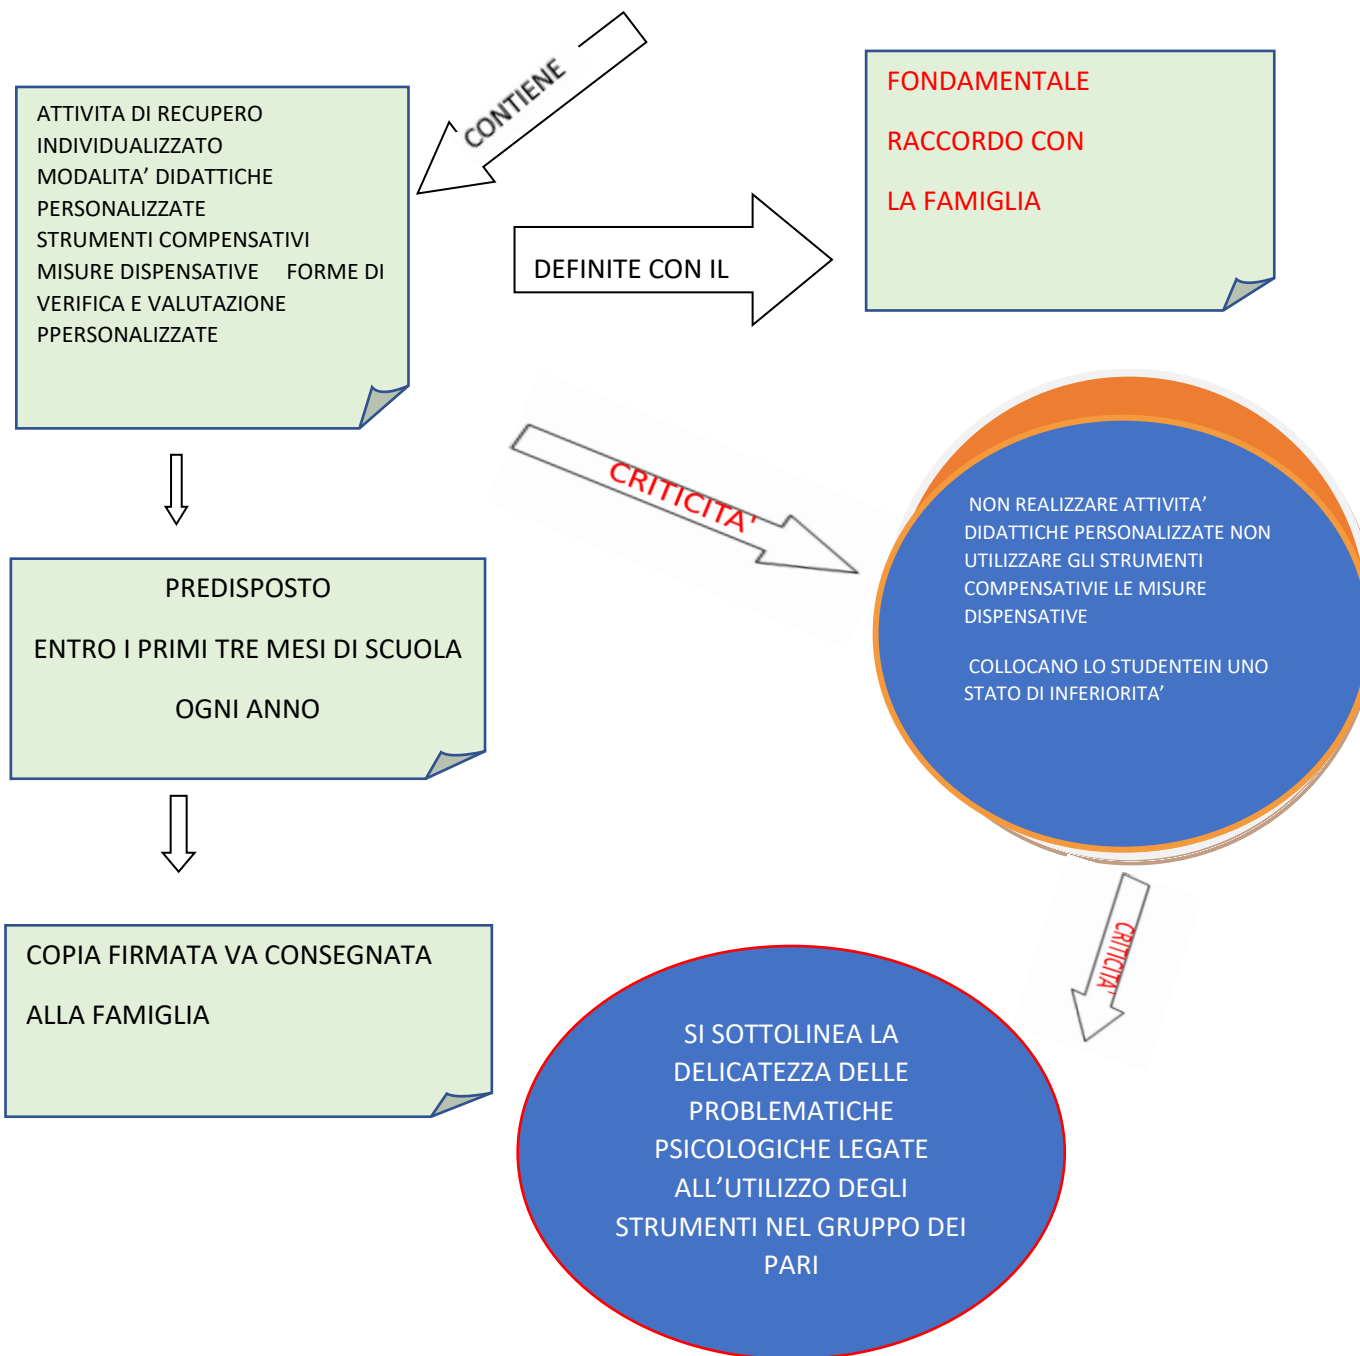 CONTIENE
ATTIVITA DI RECUPERO
INDIVIDUALIZZATO
MODALITA’ DIDATTICHE
PERSONALIZZATE
STRUMENTI COMPENSATIVI
MISURE DISPENSATIVE FORME DI
VERIFICA E VALUTAZIONE
PPERSONALIZZATE
DEFINITE CON IL
FONDAMENTALE
RACCORDO CON
LA FAMIGLIA
CRITICITA'
NON REALIZZARE ATTIVITA’
DIDATTICHE PERSONALIZZATE NON
UTILIZZARE GLI STRUMENTI
COMPENSATIVIE LE MISURE
DISPENSATIVE
COLLOCANO LO STUDENTEIN UNO
STATO DI INFERIORITA’
PREDISPOSTO
ENTRO I PRIMI TRE MESI DI SCUOLA
OGNI ANNO
COPIA FIRMATA VA CONSEGNATA
ALLA FAMIGLIA
CRITICITA'
SI SOTTOLINEA LA
DELICATEZZA DELLE
PROBLEMATICHE
PSICOLOGICHE LEGATE
ALL’UTILIZZO DEGLI
STRUMENTI NEL GRUPPO DEI
PARI